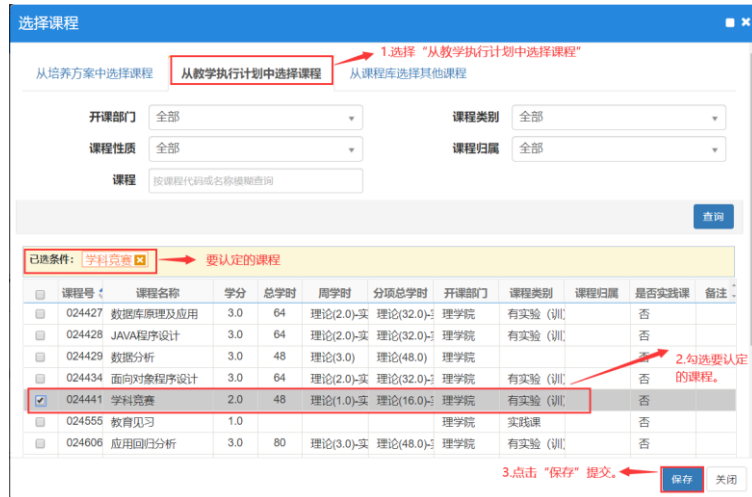 选择课程
1.选择“从教学执行计划中选择课程”
从培养方案中选择课程 从教学执行计划中选择课程 从课程库选择其他课程
开课部门 全部 课程类别 全部
课程性质 全部 课程归属 全部
课程 按课程代码或名称模糊查询
查询
已选条件: 学科竞赛 要认定的课程
课程号 课程名称 学分 总学时 周学时 分项总学时 开课部门 课程类别 课程归属 是否实践课 备注
024427 数据库原理及应用 3.0 64 理论(2.0)-实 理论(32.0)- 理学院 有实验（训） 否
024428 JAVA程序设计 3.0 64 理论(2.0)-实 理论(32.0)- 理学院 有实验（训） 否
024429 数据分析 3.0 48 理论(3.0) 理论(48.0) 理学院 否
2.勾选要认定
的课程。
024434 面向对象程序设计 3.0 64 理论(2.0)-实 理论(32.0)- 理学院 有实验（训） 否
024441 学科竞赛 2.0 48 理论(1.0)-实 理论(16.0)- 理学院 有实验（训） 否
024555 教育见习 1.0 理学院 实践课 否
024606 应用回归分析 3.0 80 理论(3.0)-实 理论(48.0)- 理学院 有实验（训） 否
3.点击“保存”提交。 保存 关闭